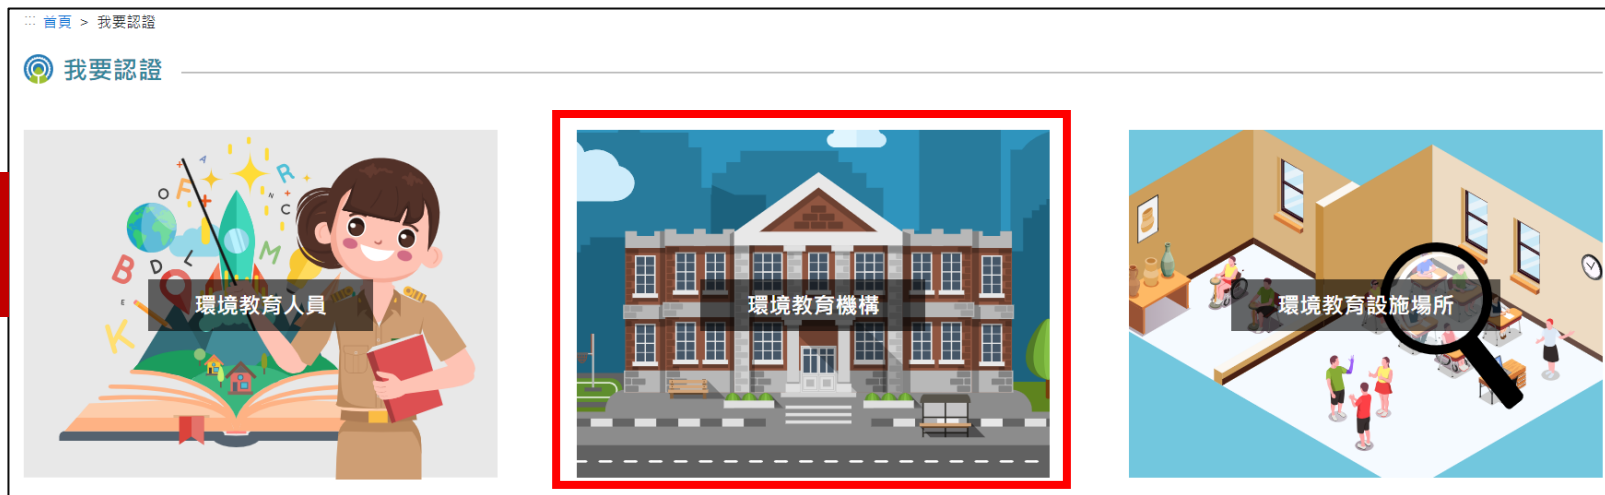 ::: 首頁 > 我要認證
我要認證
環境教育人員
環境教育機構
環境教育設施場所